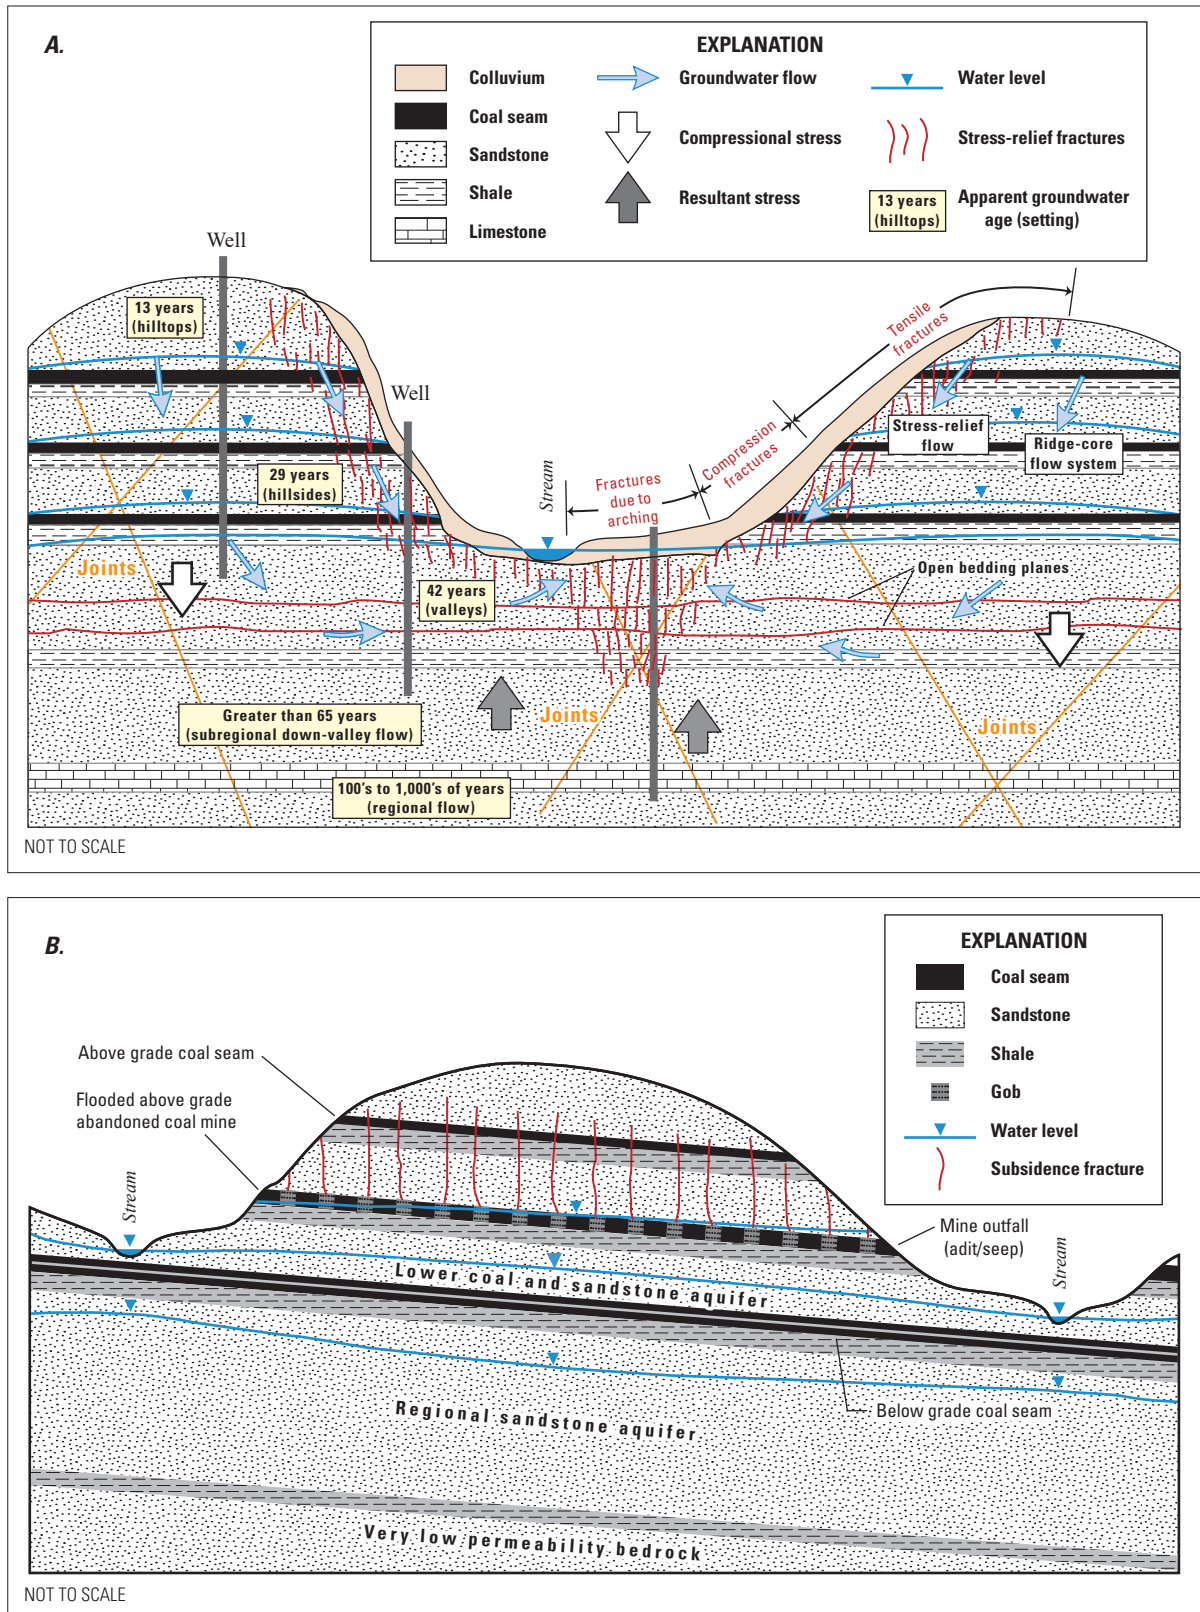 A.
EXPLANATION
Colluvium
Coal seam
Sandstone
Shale
Limestone
Groundwater flow
Compressional stress
Resultant stress
Water level
Stress-relief fractures
13 years
(hilltops)
Apparent groundwater
age (setting)
Well
13 years
(hilltops)
Well
29 years
(hillsides)
Stream
Fractures
due to
arching
Compression
fractures
Tensile
fractures
Stress-relief
flow
Ridge-core
flow system
Joints
42 years
(valleys)
Open bedding planes
Greater than 65 years
(subregional down-valley flow)
Joints
Joints
100's to 1,000's of years
(regional flow)
NOT TO SCALE
B.
EXPLANATION
Coal seam
Sandstone
Shale
Gob
Water level
Subsidence fracture
Above grade coal seam
Flooded above grade
abandoned coal mine
Stream
Mine outfall
(adit/seep)
Stream
Lower coal and sandstone aquifer
Below grade coal seam
Regional sandstone aquifer
Very low permeability bedrock
NOT TO SCALE